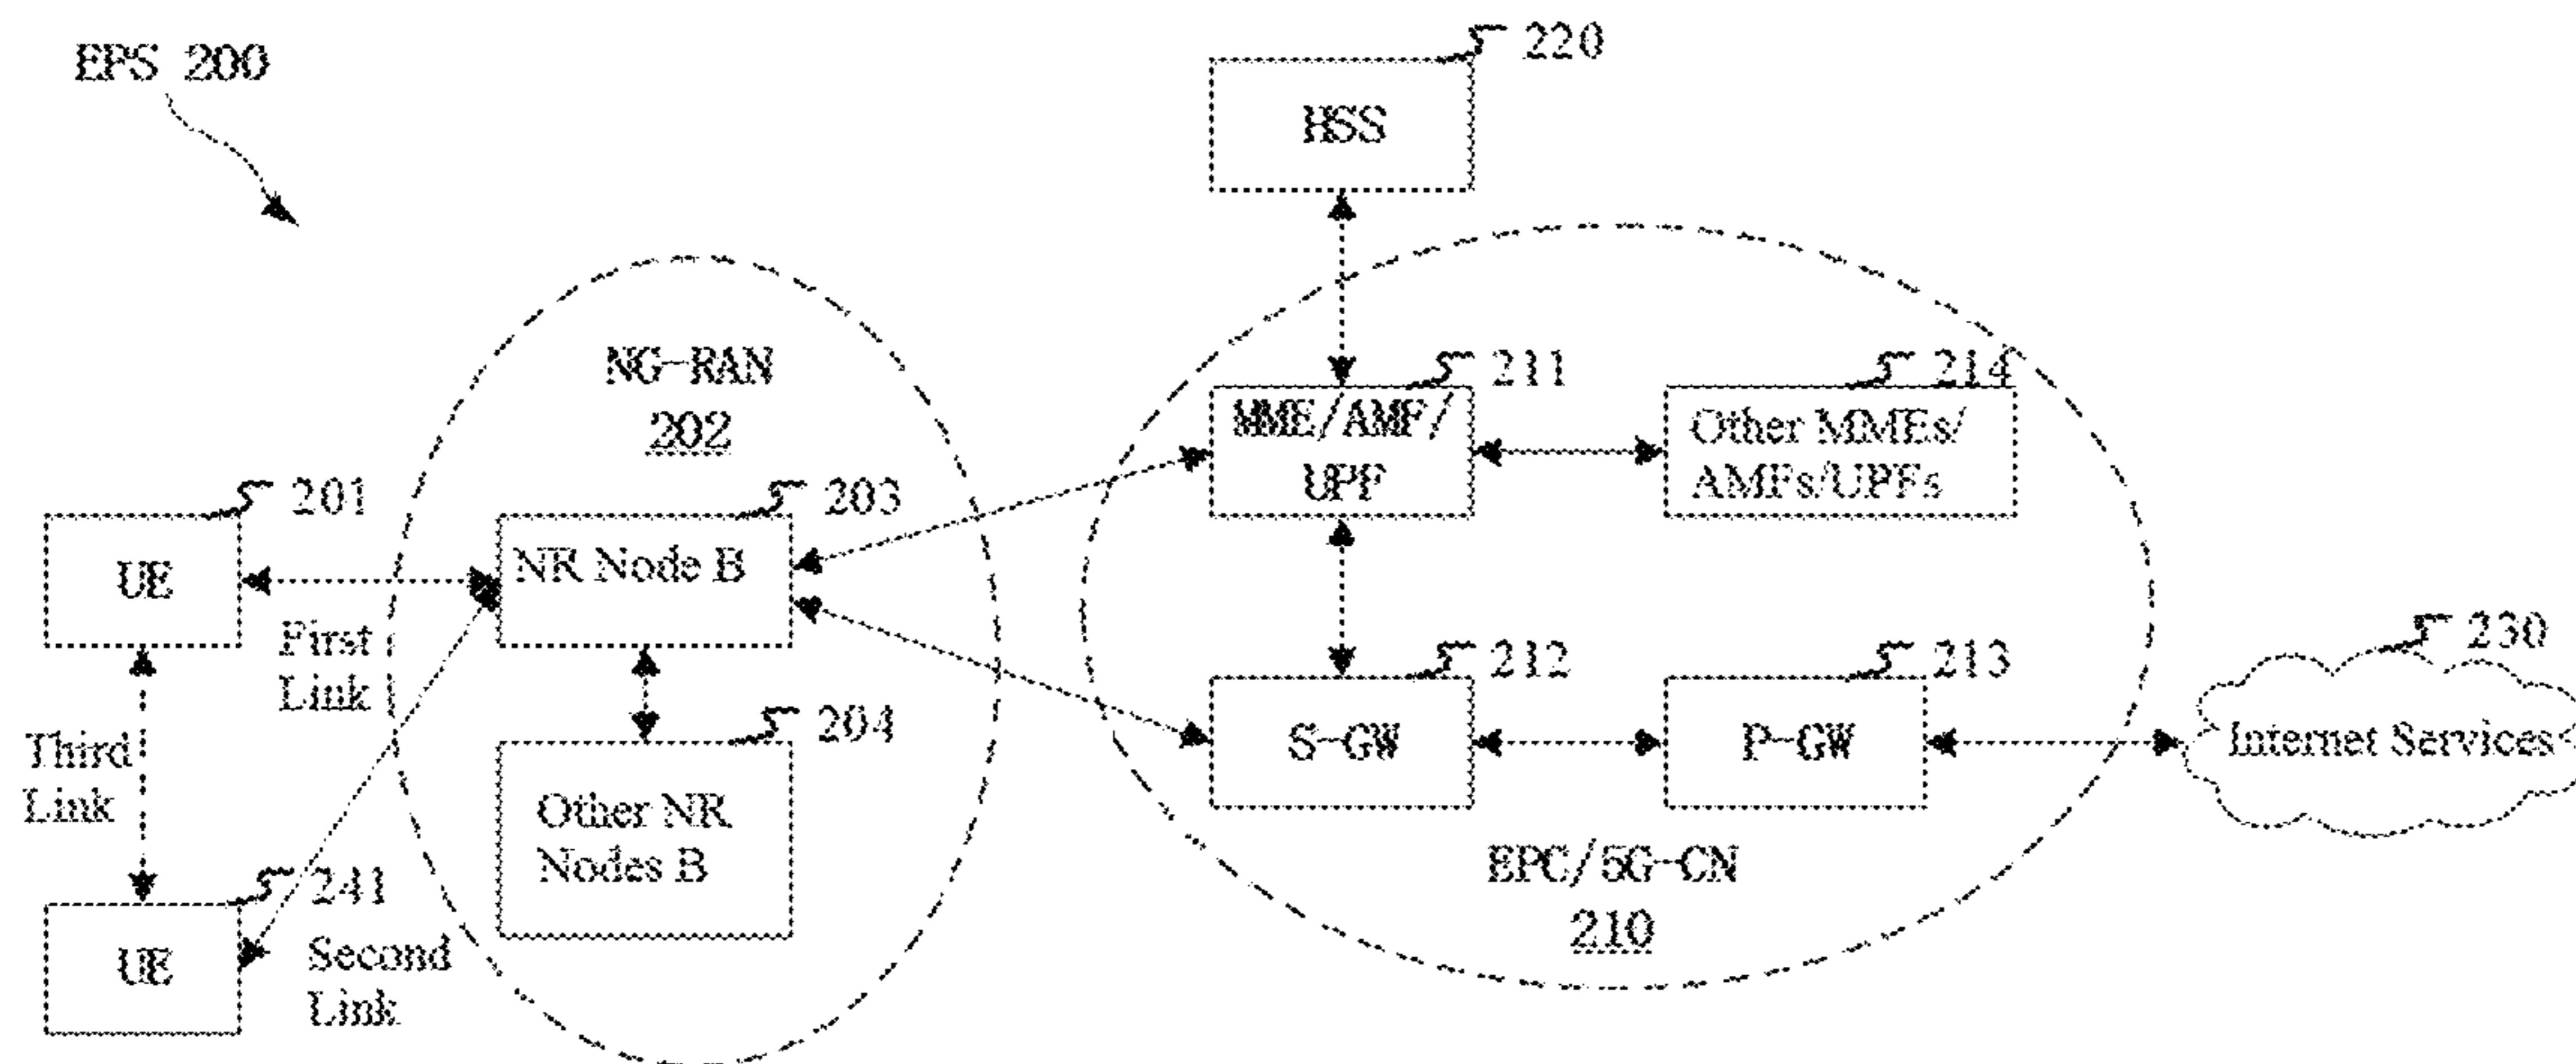 EPS 200
220
HSS
NG-RAN
202
211
MME/AMF/
UPF
214
Other MMEs/
AMFs/UPFs
201
UE
203
NR Node B
First
Link
Third
Link
204
Other NR
Nodes B
212
S-GW
213
P-GW
230
Internet Services
EPC/5G-CN
210
241
UE
Second
Link